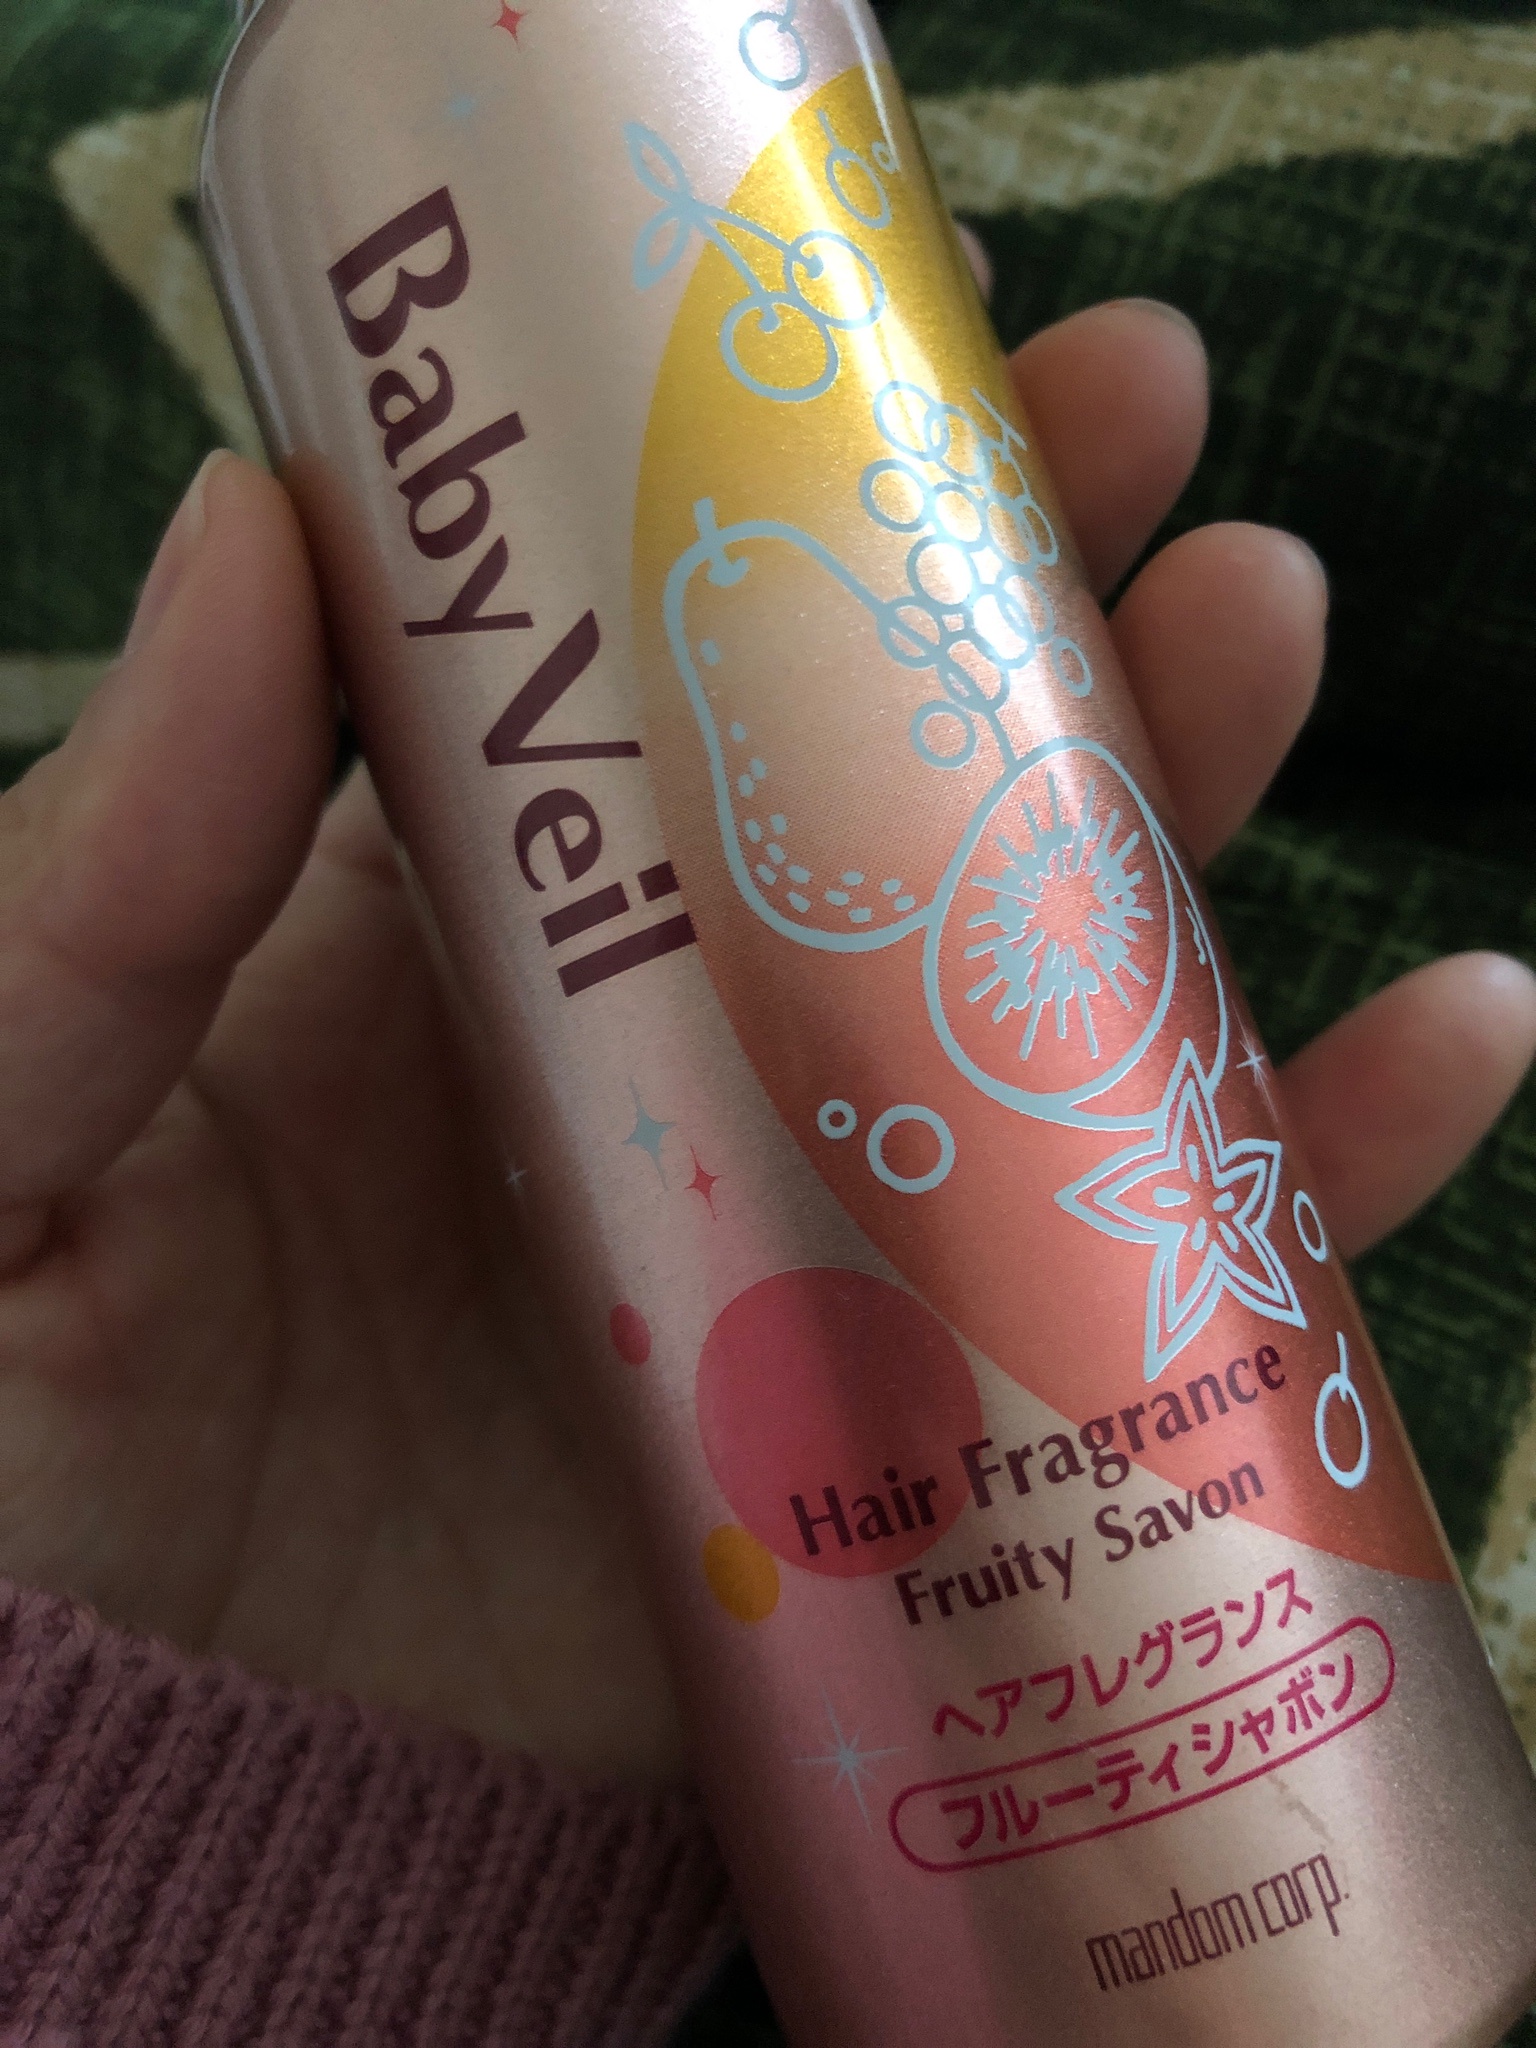 Baby Veil
Hair Fragrance
Fruity Savon
ヘアフレグランス
フルーティシャボン
mandom corp.